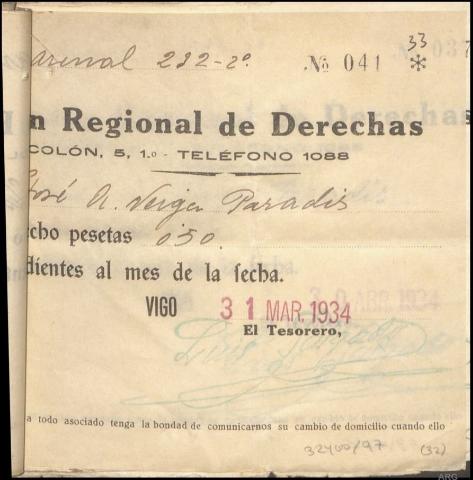 arenal 232-2º. Nº 041 33 *
n Regional de Derechas
COLÓN, 5, 1.º - TELÉFONO 1088
José A. Verger Paradis
cho pesetas 0'50.
dientes al mes de la fecha.
VIGO 31 MAR. 1934
El Tesorero,
a todo asociado tenga la bondad de comunicarnos su cambio de domicilio cuando ello
32400/97 (32)
ARG